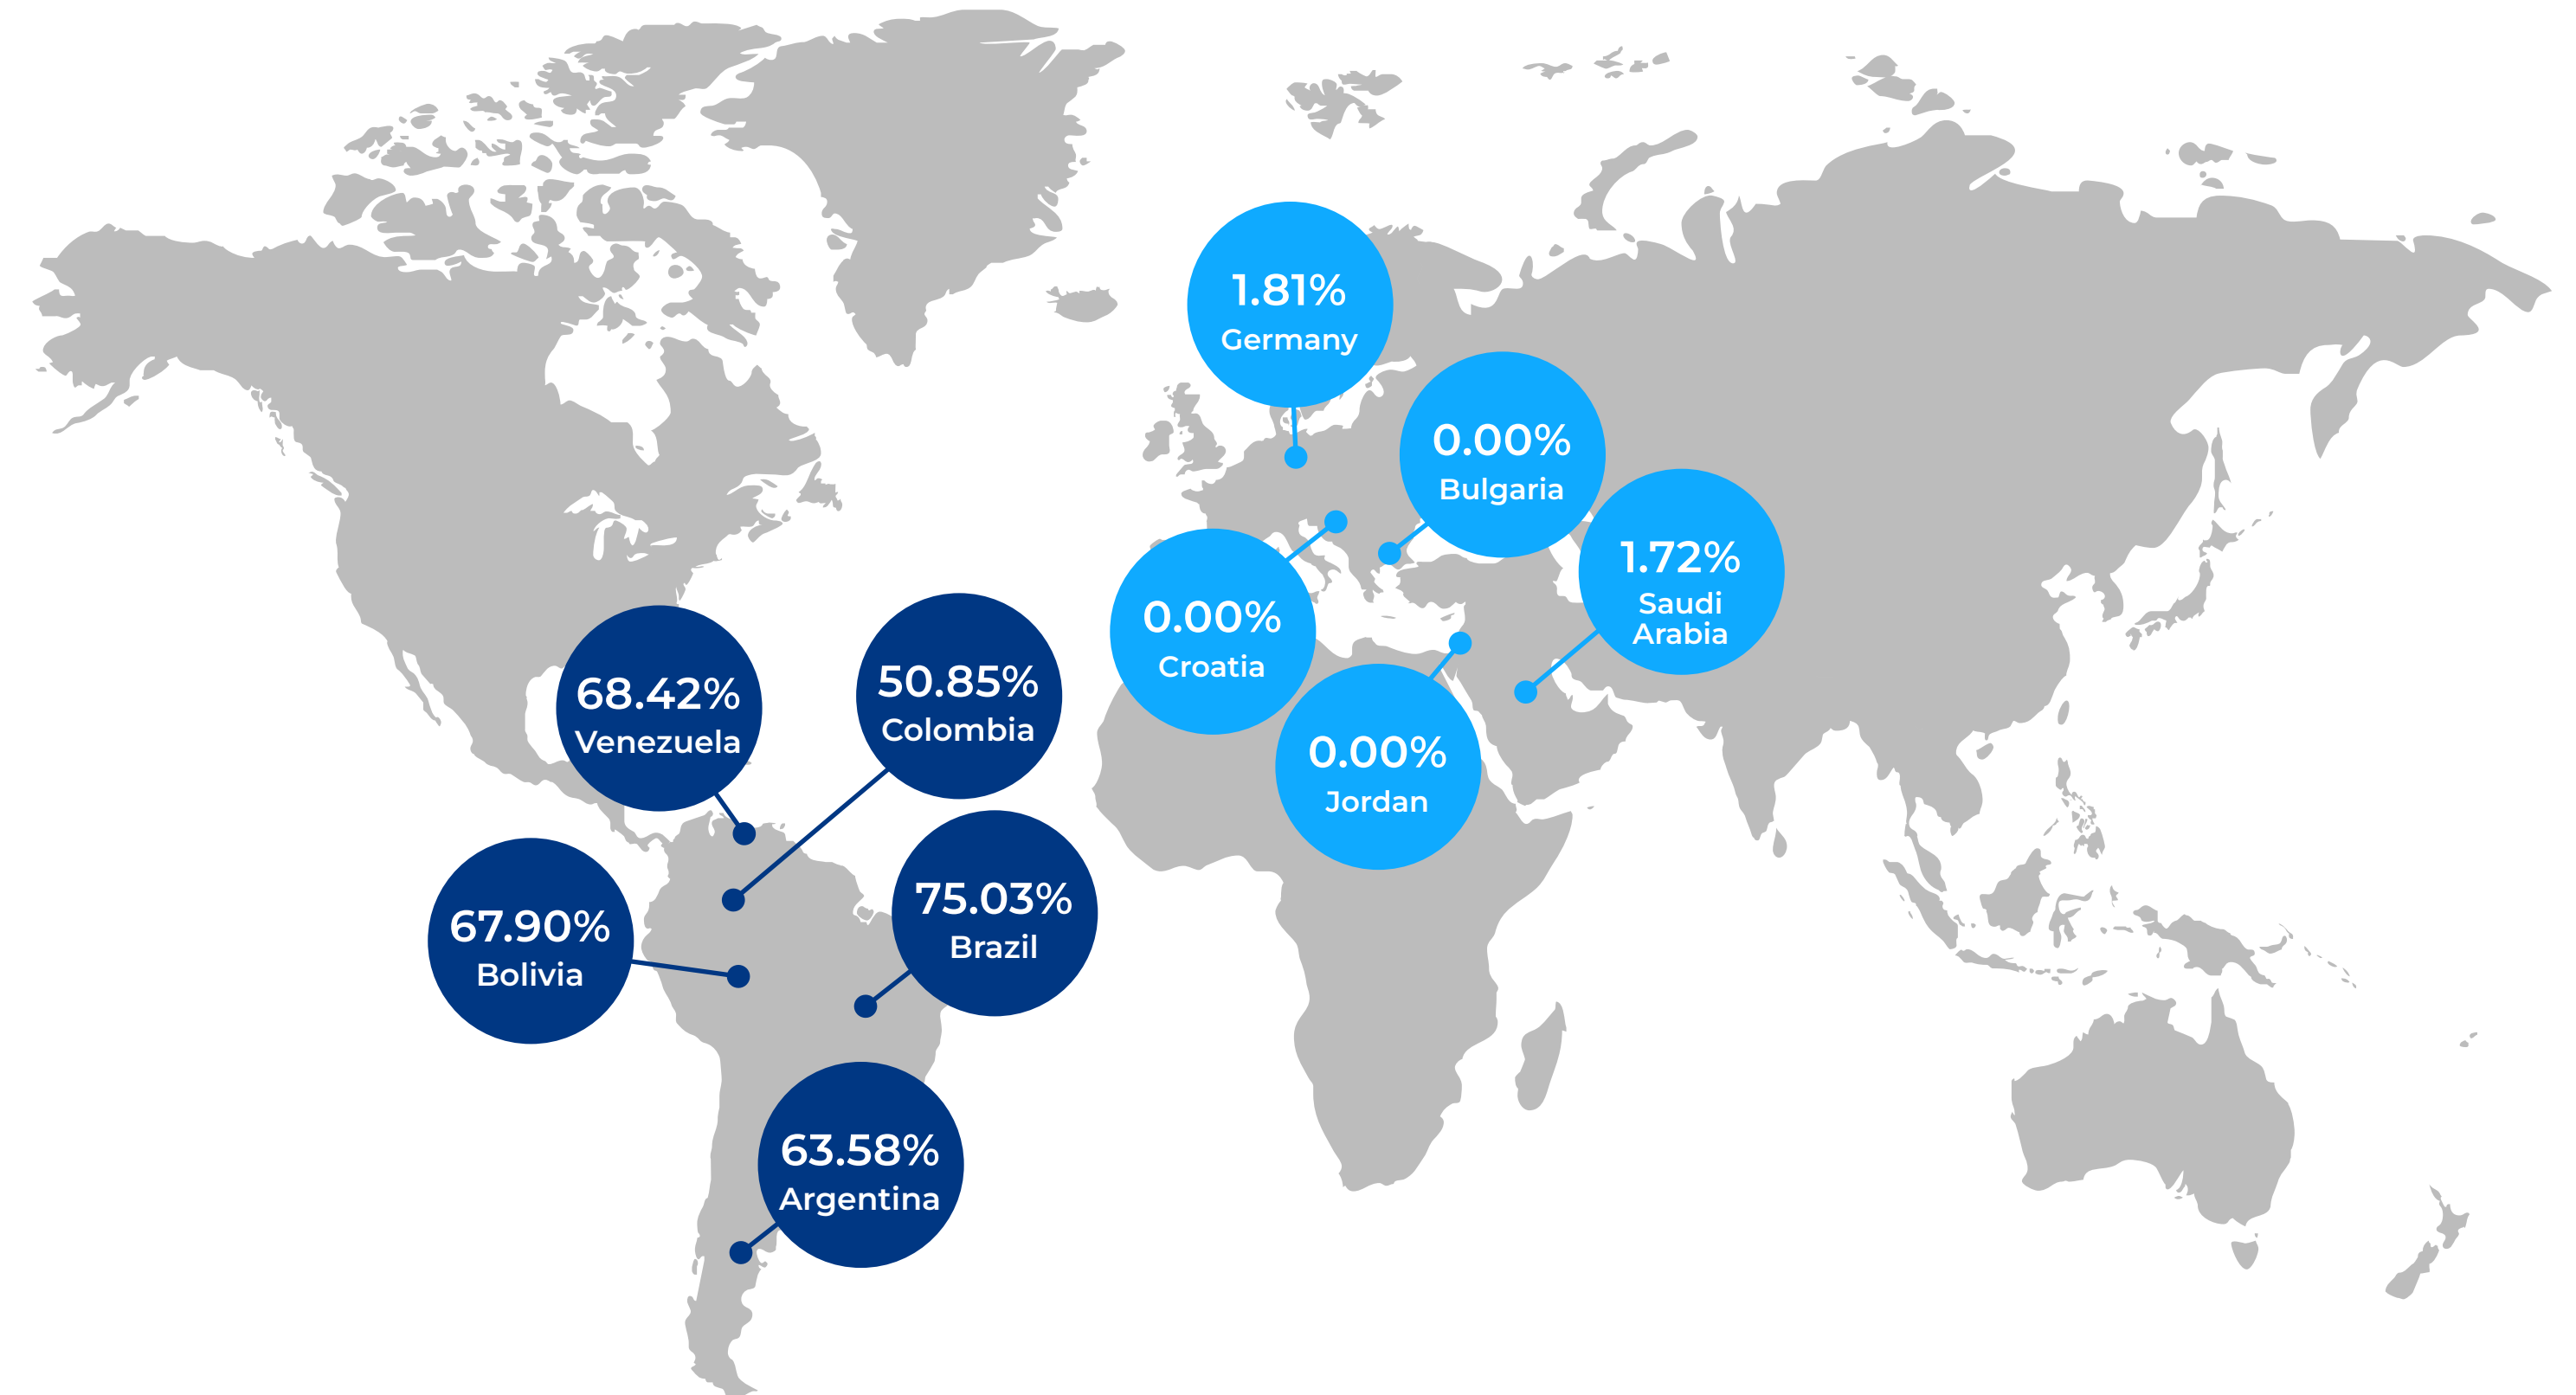 1.81%
Germany
0.00%
Bulgaria
1.72%
Saudi
Arabia
0.00%
Croatia
0.00%
Jordan
68.42%
Venezuela
50.85%
Colombia
75.03%
Brazil
67.90%
Bolivia
63.58%
Argentina